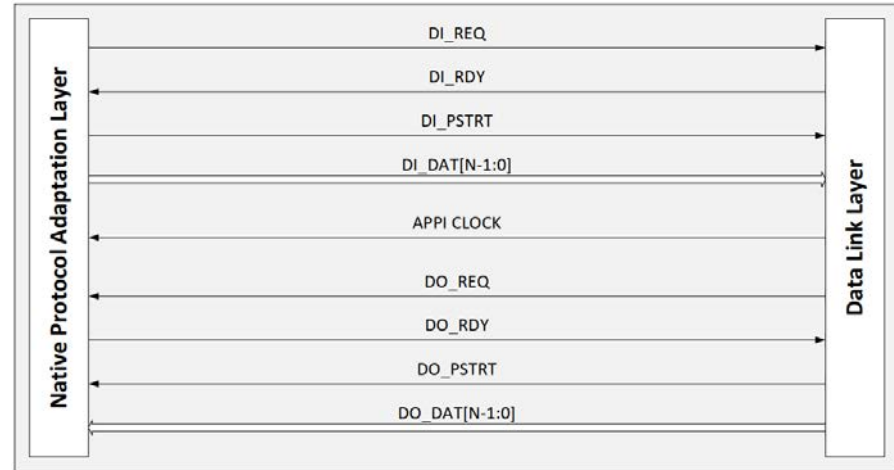 Native Protocol Adaptation Layer
DI_REQ
DI_RDY
DI_PSTRT
DI_DAT[N-1:0]
APPI CLOCK
DO_REQ
DO_RDY
DO_PSTRT
DO_DAT[N-1:0]
Data Link Layer